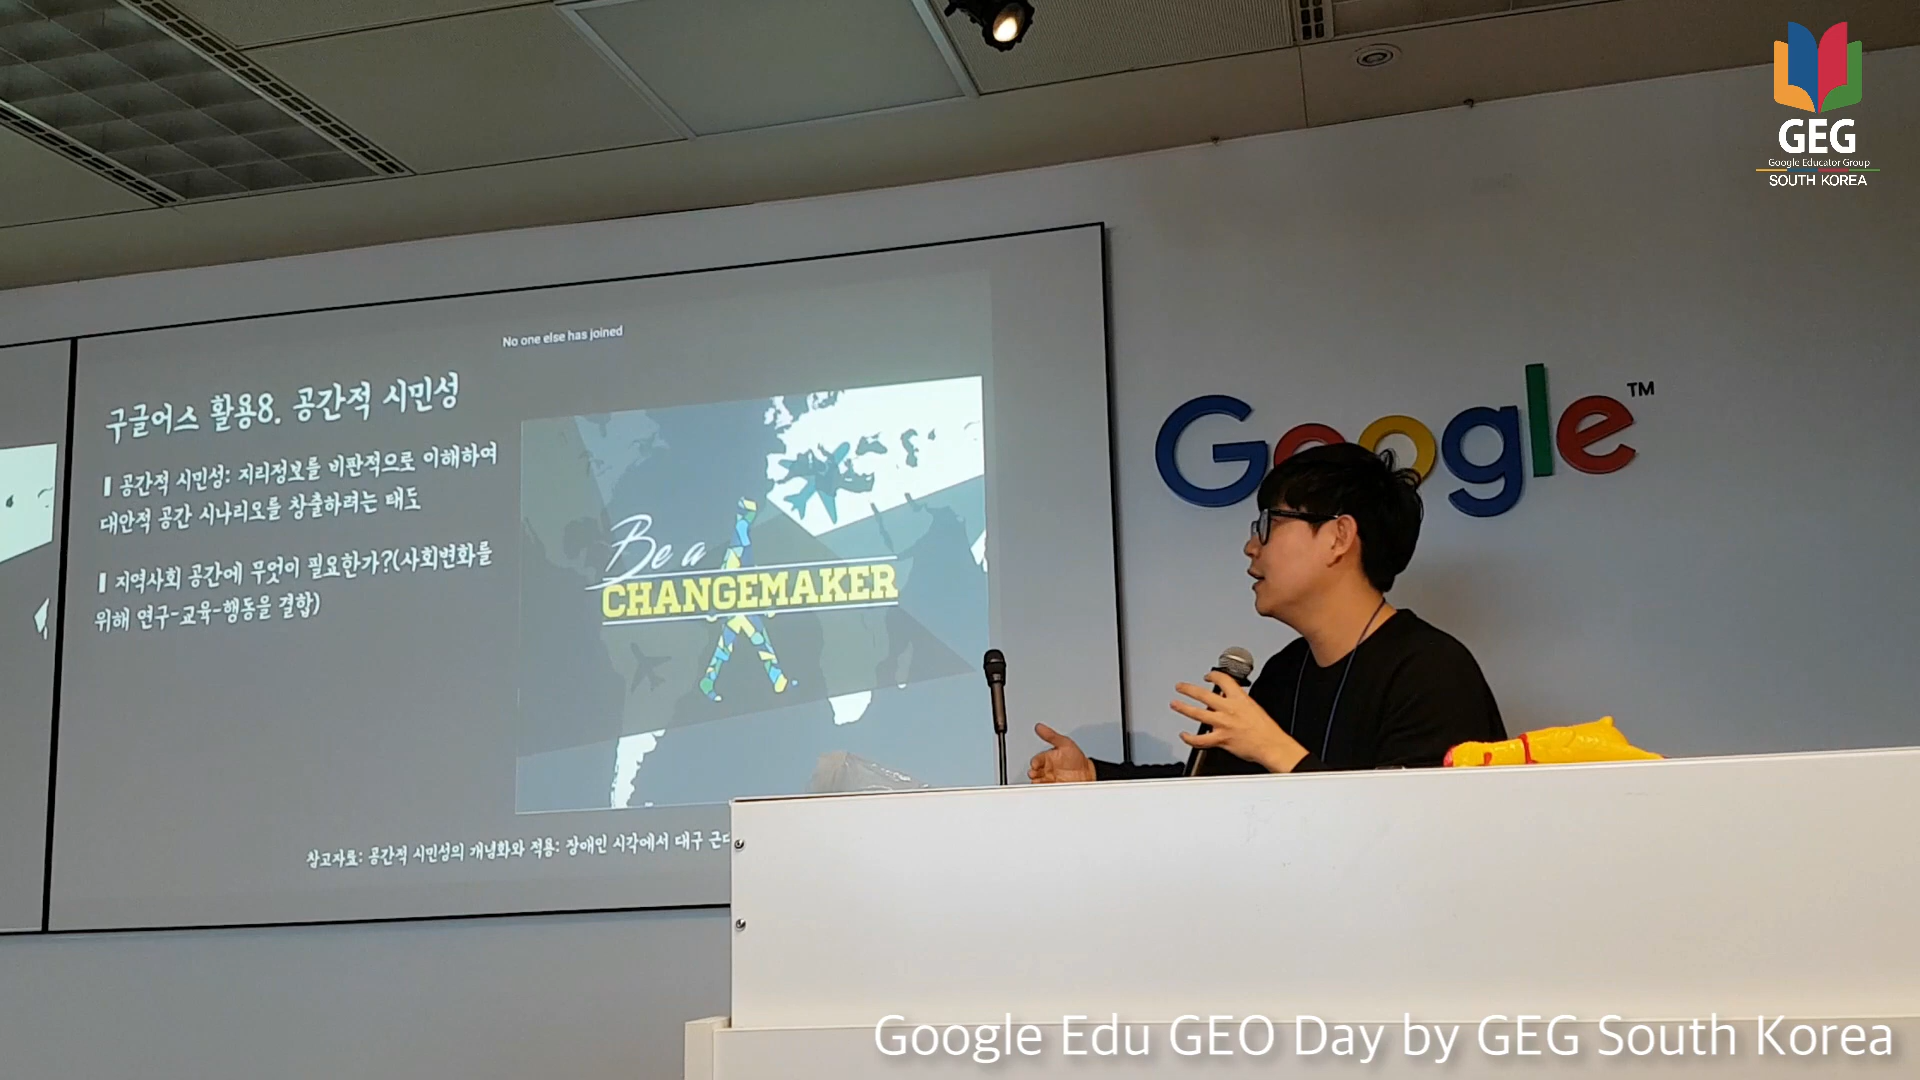 GEG
Google Educator Group
SOUTH KOREA
No one else has joined
구글어스 활용8. 공간적 시민성
공간적 시민성: 지리정보를 비판적으로 이해하여
대안적 공간 시나리오를 창출하려는 태도
지역사회 공간에 무엇이 필요한가?(사회변화를
위해 연구-교육-행동을 결합)
Be a
CHANGEMAKER
참고자료: 공간적 시민성의 개념화와 적용: 장애인 시각에서 대구
Google™
Google Edu GEO Day by GEG South Korea